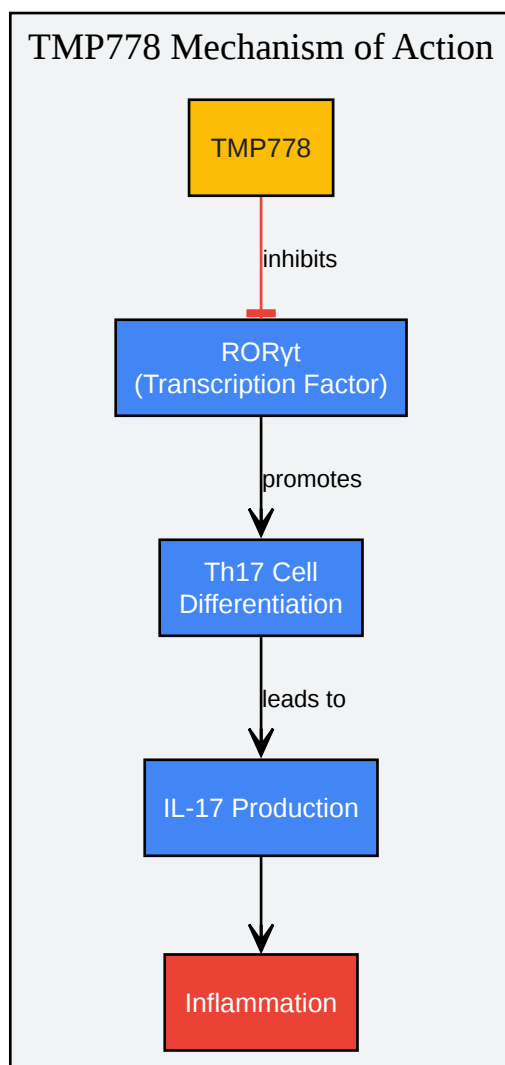 TMP778 Mechanism of Action
TMP778
inhibits
RORγt
(Transcription Factor)
promotes
Th17 Cell
Differentiation
leads to
IL-17 Production
Inflammation